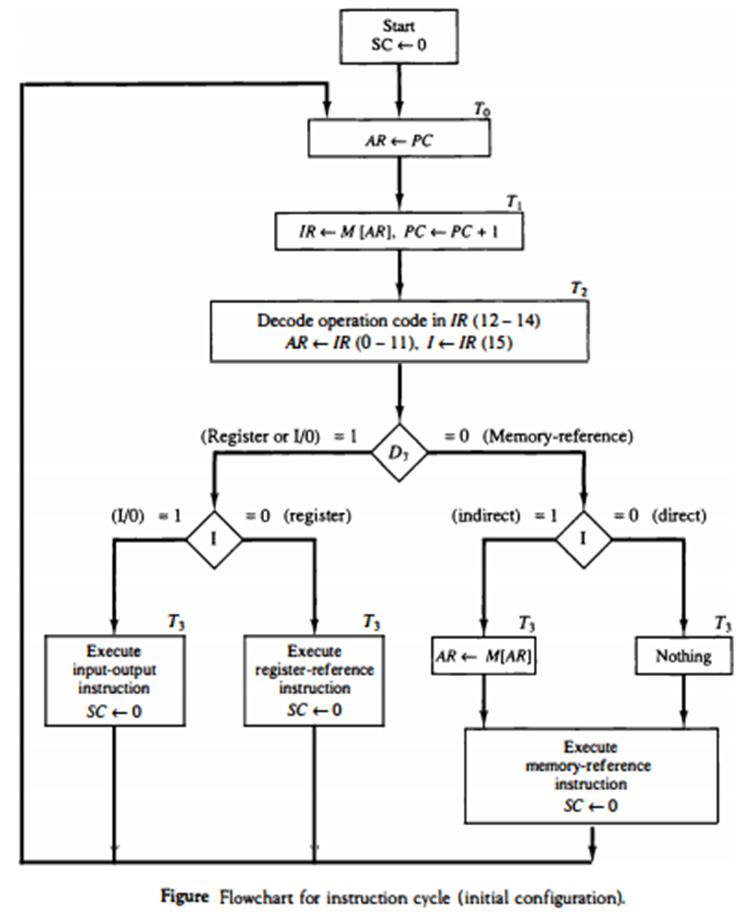 Start
SC ← 0
T₀
AR ← PC
T₁
IR ← M [AR], PC ← PC + 1
T₂
Decode operation code in IR (12 – 14)
AR ← IR (0 – 11), I ← IR (15)
(Register or I/0) = 1
D₇
= 0 (Memory-reference)
(I/0) = 1
I
= 0 (register)
(indirect) = 1
I
= 0 (direct)
T₃
Execute
input-output
instruction
SC ← 0
T₃
Execute
register-reference
instruction
SC ← 0
T₃
AR ← M[AR]
T₃
Nothing
Execute
memory-reference
instruction
SC ← 0
Figure Flowchart for instruction cycle (initial configuration).